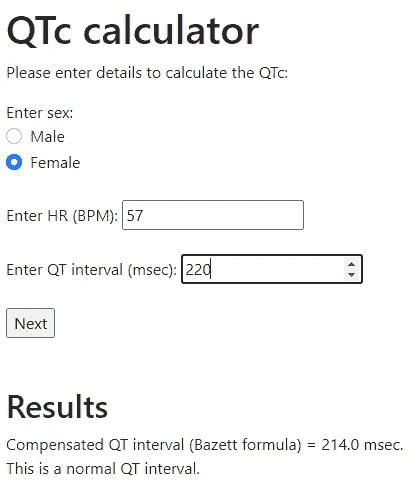 QTc calculator
Please enter details to calculate the QTc:
Enter sex:
Male
Female
Enter HR (BPM): 57
Enter QT interval (msec): 220
Next
Results
Compensated QT interval (Bazett formula) = 214.0 msec.
This is a normal QT interval.